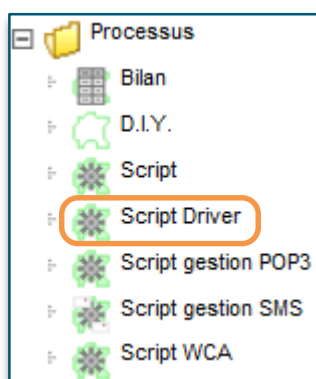 Processus
Bilan
D.I.Y.
Script
Script Driver
Script gestion POP3
Script gestion SMS
Script WCA